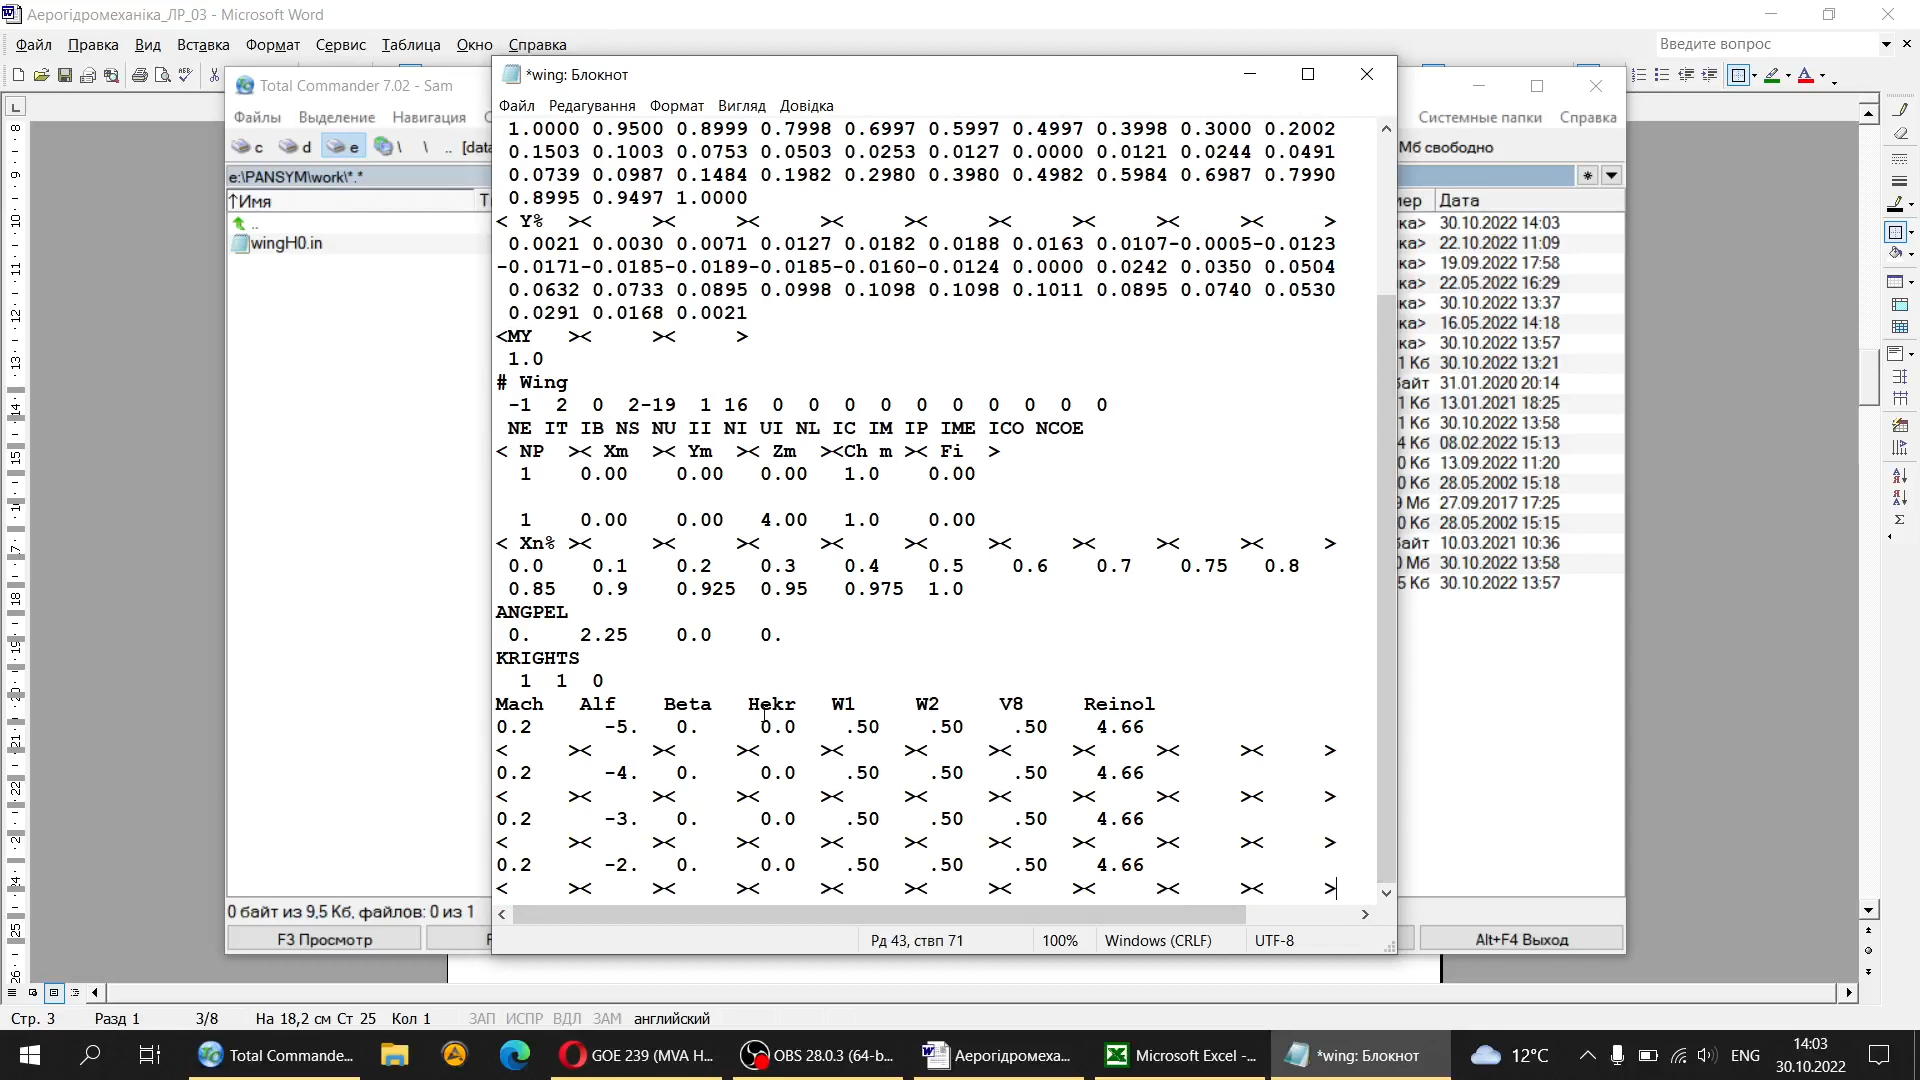 Аерогідромеханіка_ЛР_03 - Microsoft Word
Файл Правка Вид Вставка Формат Сервис Таблица Окно Справка
Введите вопрос
Total Commander 7.02 - Sam
Файлы Выделение Навигация
c d e \ .. [data
e:\PANSYM\work\*.*
↑Имя
..
wingH0.in
0 байт из 9,5 Кб, файлов: 0 из 1
F3 Просмотр
*wing: Блокнот
Файл Редагування Формат Вигляд Довідка
1.0000 0.9500 0.8999 0.7998 0.6997 0.5997 0.4997 0.3998 0.3000 0.2002
0.1503 0.1003 0.0753 0.0503 0.0253 0.0127 0.0000 0.0121 0.0244 0.0491
0.0739 0.0987 0.1484 0.1982 0.2980 0.3980 0.4982 0.5984 0.6987 0.7990
0.8995 0.9497 1.0000
< Y% >< >< >< >< >< >< >< >< >< >
0.0021 0.0030 0.0071 0.0127 0.0182 0.0188 0.0163 0.0107-0.0005-0.0123
-0.0171-0.0185-0.0189-0.0185-0.0160-0.0124 0.0000 0.0242 0.0350 0.0504
0.0632 0.0733 0.0895 0.0998 0.1098 0.1098 0.1011 0.0895 0.0740 0.0530
0.0291 0.0168 0.0021
<MY >< >< >
1.0
# Wing
-1 2 0 2-19 1 16 0 0 0 0 0 0 0 0 0 0
NE IT IB NS NU II NI UI NL IC IM IP IME ICO NCOE
< NP >< Xm >< Ym >< Zm ><Ch m >< Fi >
1 0.00 0.00 0.00 1.0 0.00
1 0.00 0.00 4.00 1.0 0.00
< Xn% >< >< >< >< >< >< >< >< >< >
0.0 0.1 0.2 0.3 0.4 0.5 0.6 0.7 0.75 0.8
0.85 0.9 0.925 0.95 0.975 1.0
ANGPEL
0. 2.25 0.0 0.
KRIGHTS
1 1 0
Mach Alf Beta Hekr W1 W2 V8 Reinol
0.2 -5. 0. 0.0 .50 .50 .50 4.66
< >< >< >< >< >< >< >< >< >< >
0.2 -4. 0. 0.0 .50 .50 .50 4.66
< >< >< >< >< >< >< >< >< >< >
0.2 -3. 0. 0.0 .50 .50 .50 4.66
< >< >< >< >< >< >< >< >< >< >
0.2 -2. 0. 0.0 .50 .50 .50 4.66
< >< >< >< >< >< >< >< >< >< >
Рд 43, ствп 71 100% Windows (CRLF) UTF-8
Системные папки Справка
Мб свободно
Дата
30.10.2022 14:03
22.10.2022 11:09
19.09.2022 17:58
22.05.2022 16:29
30.10.2022 13:37
16.05.2022 14:18
30.10.2022 13:57
30.10.2022 13:21
31.01.2020 20:14
13.01.2021 18:25
30.10.2022 13:58
08.02.2022 15:13
13.09.2022 11:20
28.05.2002 15:18
27.09.2017 17:25
28.05.2002 15:15
10.03.2021 10:36
30.10.2022 13:58
30.10.2022 13:57
Alt+F4 Выход
Стр. 3 Разд 1 3/8 На 18,2 см Ст 25 Кол 1 ЗАП ИСПР ВДЛ ЗАМ английский
Total Commande... GOE 239 (MVA H... OBS 28.0.3 (64-b... Аерогідромеха... Microsoft Excel -... *wing: Блокнот 12°C ENG
14:03
30.10.2022